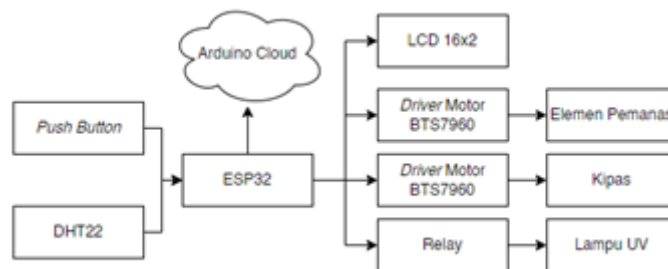 LCD 16x2
Arduino Cloud
Driver Motor
BTS7960
Elemen Pemanas
Push Button
ESP32
Driver Motor
BTS7960
Kipas
DHT22
Relay
Lampu UV